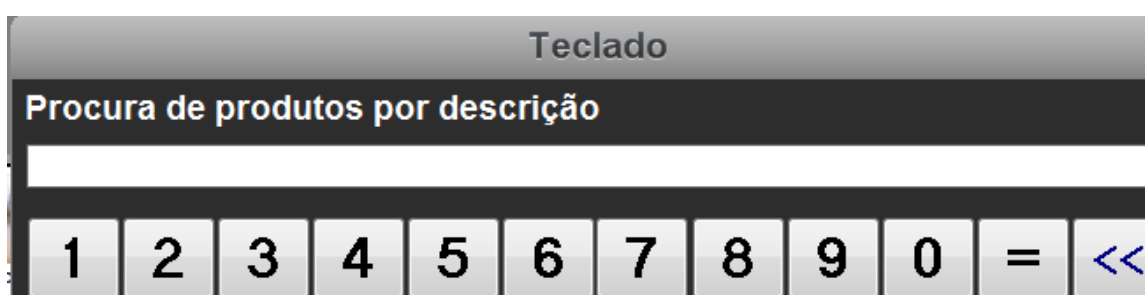 Teclado
Procura de produtos por descrição
1 2 3 4 5 6 7 8 9 0 = <<